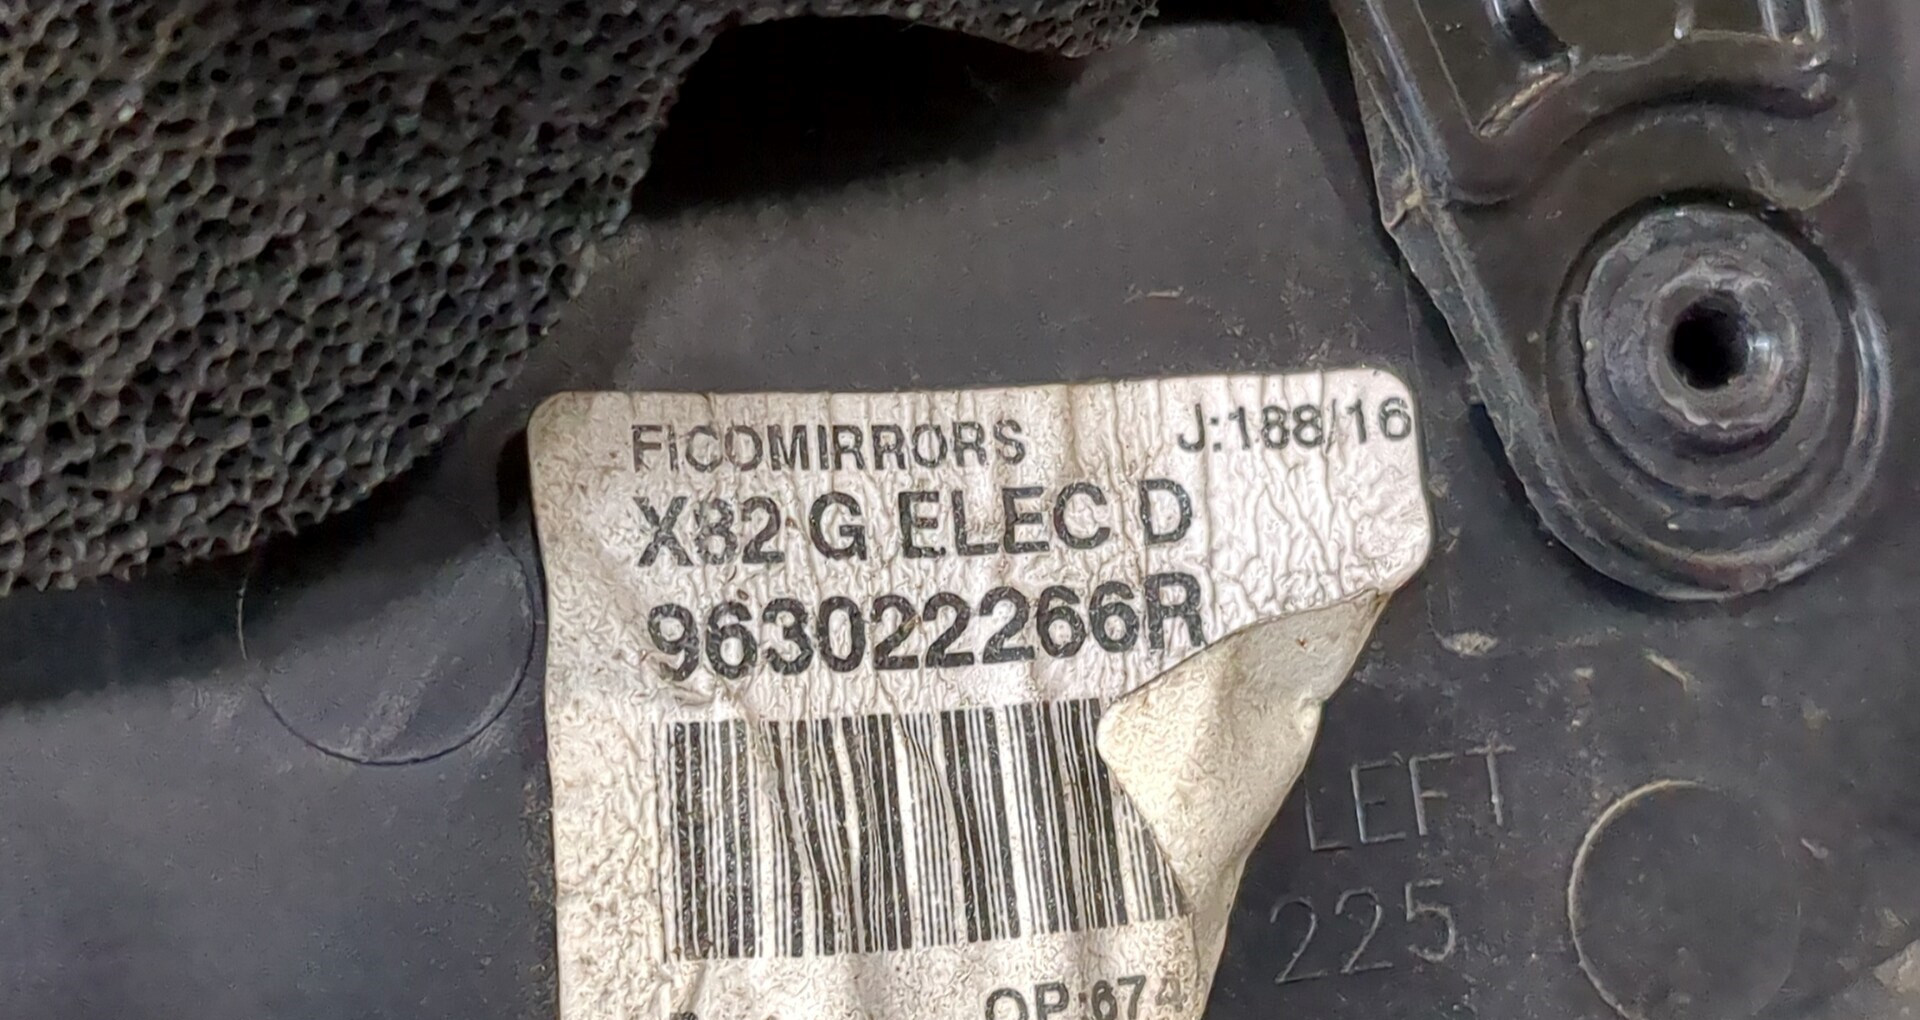 FICOMIRRORS J:188/16
X82 G ELEC D
963022266R
LEFT
225
OP:674